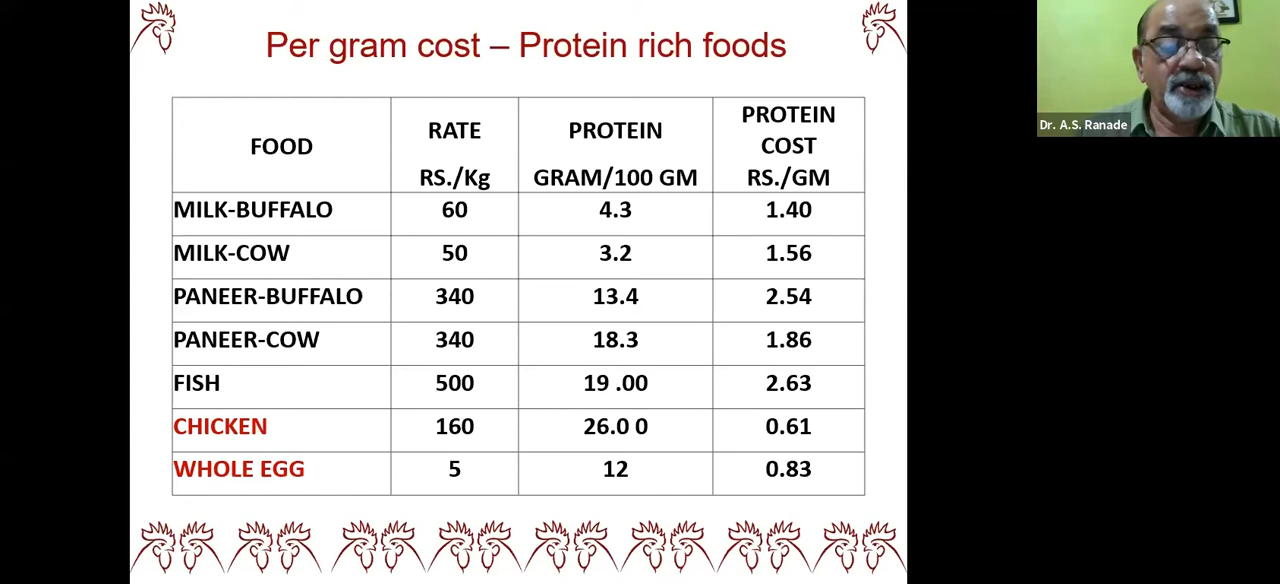 Per gram cost – Protein rich foods
Dr. A.S. Ranade
FOOD RATE RS./Kg PROTEIN GRAM/100 GM PROTEIN COST RS./GM
MILK-BUFFALO 60 4.3 1.40
MILK-COW 50 3.2 1.56
PANEER-BUFFALO 340 13.4 2.54
PANEER-COW 340 18.3 1.86
FISH 500 19 .00 2.63
CHICKEN 160 26.0 0 0.61
WHOLE EGG 5 12 0.83